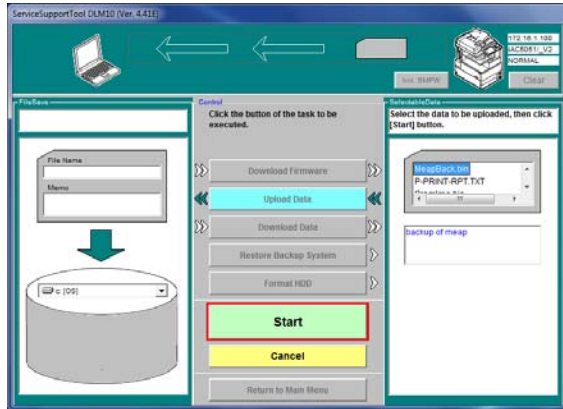 ServiceSupportTool DLM10 (Ver. 4.41E)
172.16.1.100
NORMAL
Clear
FileSave
Control
SelectableData
Click the button of the task to be
executed.
Select the data to be uploaded, then click
[Start] button.
File Name
Memo
Download Firmware
Upload Data
Download Data
Restore Backup System
Format HDD
MeapBack.bin
P-PRINT-RPT.TXT
backup of meap
c [OS]
Start
Cancel
Return to Main Menu